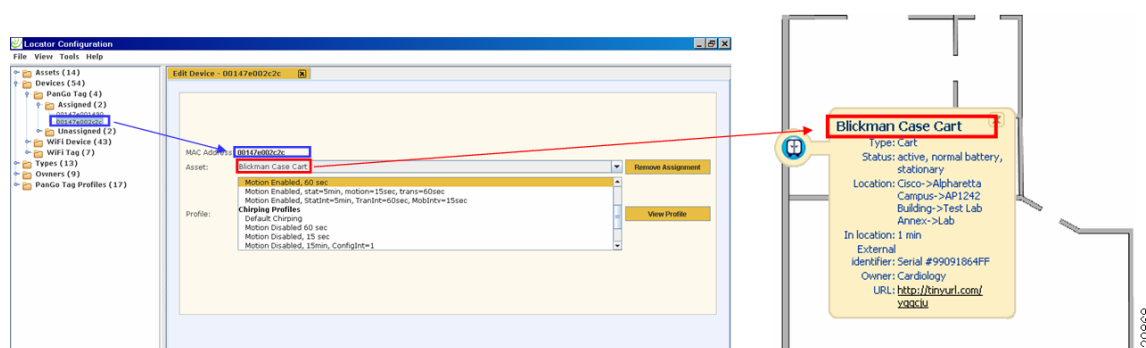 Locator Configuration
File View Tools Help
Assets (14)
Devices (54)
PanGo Tag (4)
Assigned (2)
00147e001490
00147e002c2c
Unassigned (2)
WiFi Device (43)
WiFi Tag (7)
Types (13)
Owners (9)
PanGo Tag Profiles (17)
Edit Device - 00147e002c2c
MAC Address: 00147e002c2c
Asset: Blickman Case Cart Remove Assignment
Motion Enabled, 60 sec
Motion Enabled, stat=5min, motion=15sec, trans=60sec
Motion Enabled, StatInt=5min, TranInt=60sec, MobIntv=15sec
Chirping Profiles
Profile: Default Chirping View Profile
Motion Disabled 60 sec
Motion Disabled, 15 sec
Motion Disabled, 15min, ConfigInt=1
Blickman Case Cart
Type: Cart
Status: active, normal battery,
stationary
Location: Cisco->Alpharetta
Campus->AP1242
Building->Test Lab
Annex->Lab
In location: 1 min
External
identifier: Serial #99091864FF
Owner: Cardiology
URL: http://tinyurl.com/
yqqcju